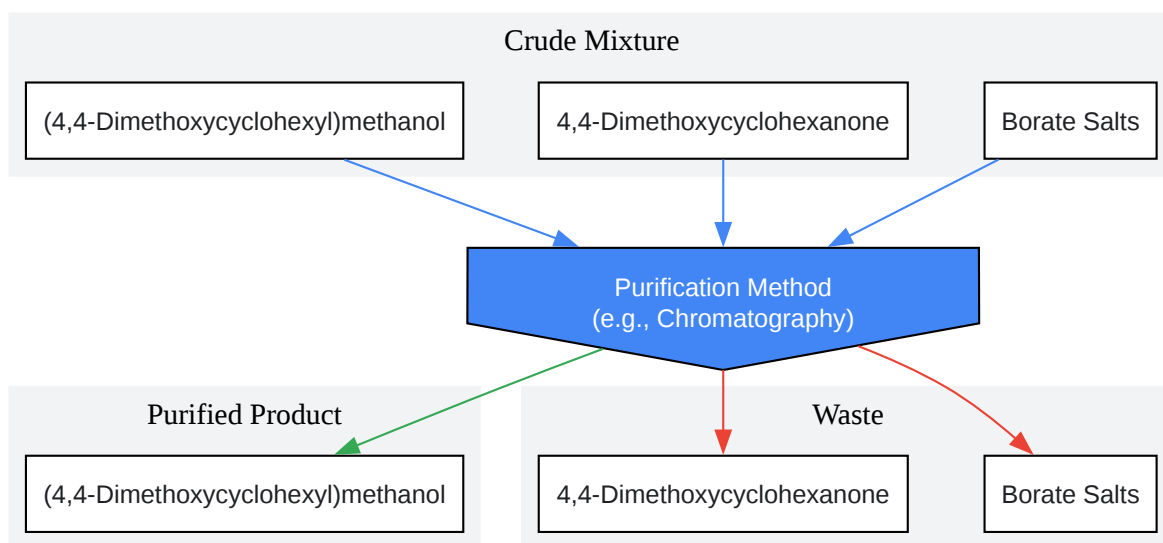 Crude Mixture
(4,4-Dimethoxycyclohexyl)methanol
4,4-Dimethoxycyclohexanone
Borate Salts
Purification Method
(e.g., Chromatography)
Purified Product
Waste
(4,4-Dimethoxycyclohexyl)methanol
4,4-Dimethoxycyclohexanone
Borate Salts